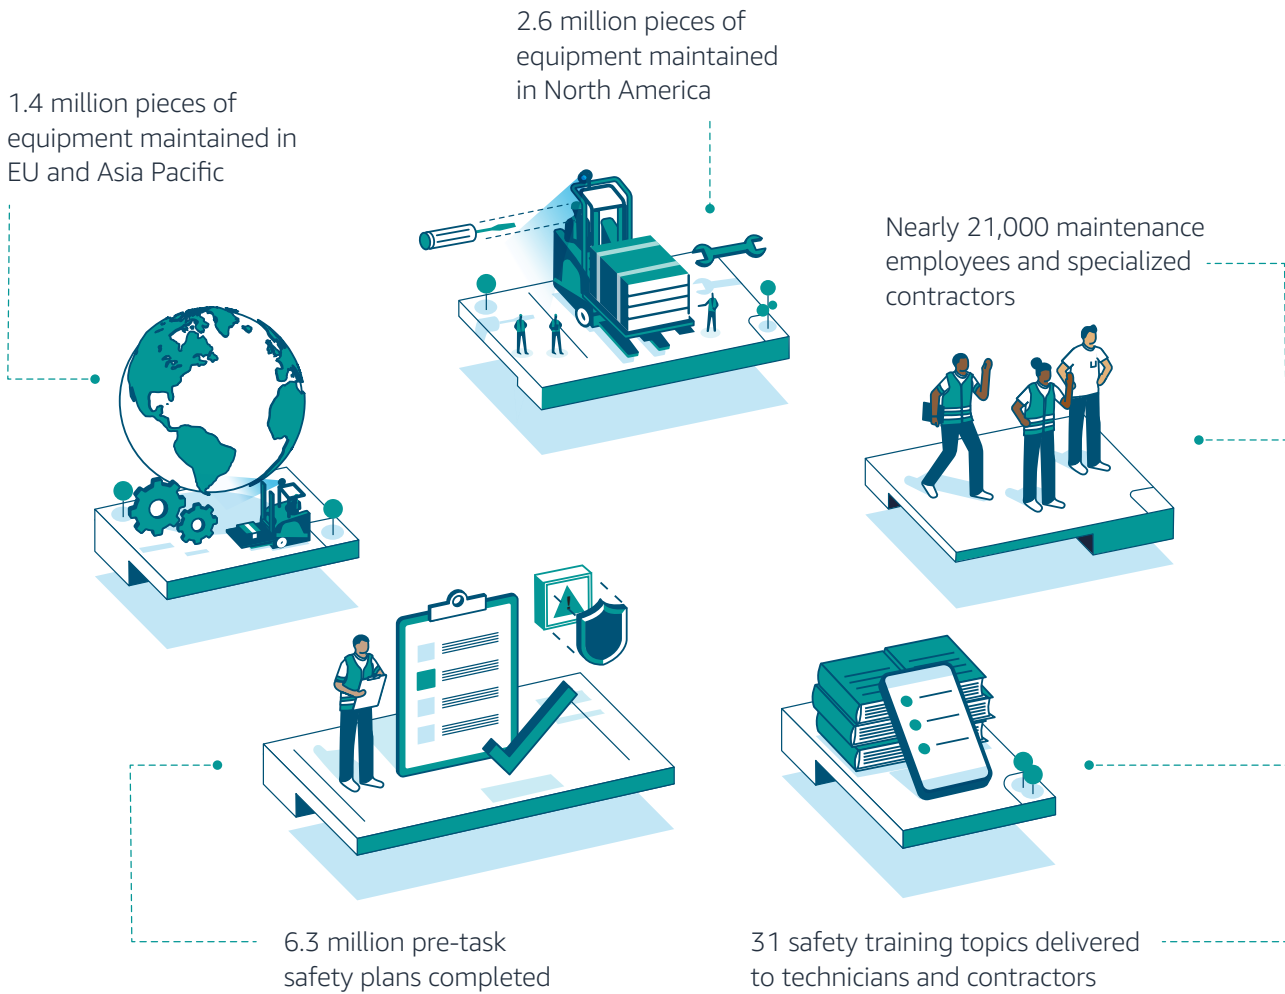 2.6 million pieces of
equipment maintained
in North America
1.4 million pieces of
equipment maintained in
EU and Asia Pacific
Nearly 21,000 maintenance
employees and specialized
contractors
6.3 million pre-task
safety plans completed
31 safety training topics delivered
to technicians and contractors